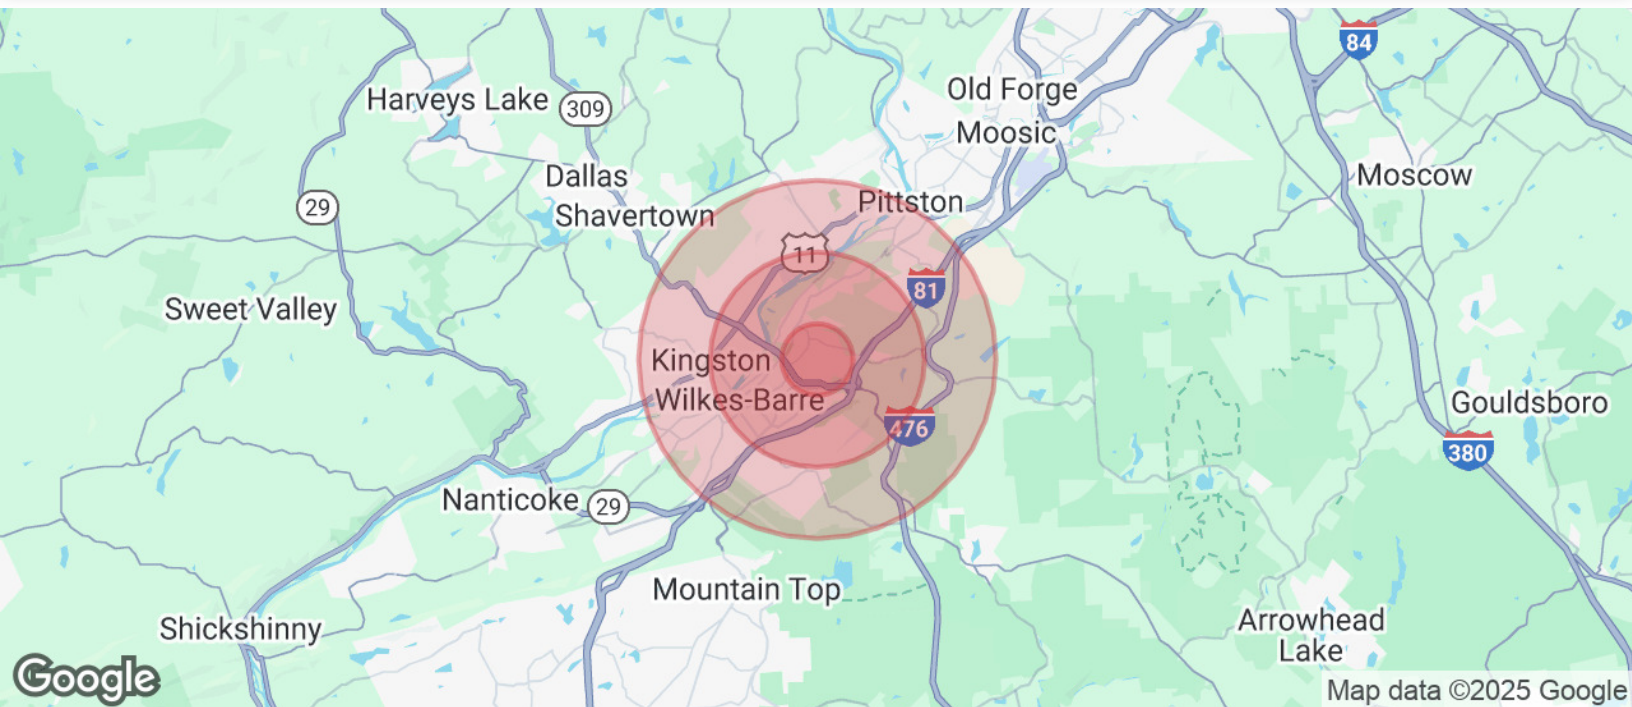 84
Old Forge
Harveys Lake
309
Moosic
Dallas
Moscow
29
Pittston
Shavertown
11
81
Sweet Valley
Kingston
Wilkes-Barre
Gouldsboro
476
380
Nanticoke
29
Mountain Top
Arrowhead
Lake
Shickshinny
Google
Map data ©2025 Google